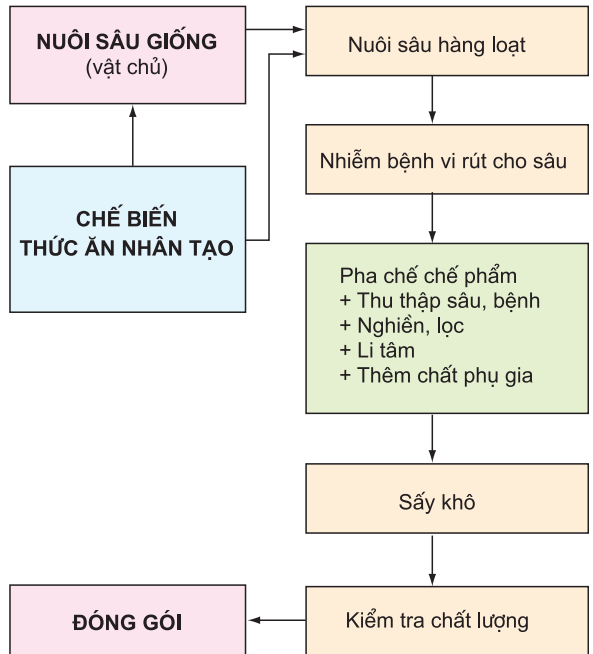 NUÔI SÂU GIỐNG
(vật chủ)
Nuôi sâu hàng loạt
CHẾ BIẾN
THỨC ĂN NHÂN TẠO
Nhiễm bệnh vi rút cho sâu
Pha chế chế phẩm
+ Thu thập sâu, bệnh
+ Nghiền, lọc
+ Li tâm
+ Thêm chất phụ gia
Sấy khô
Kiểm tra chất lượng
ĐÓNG GÓI